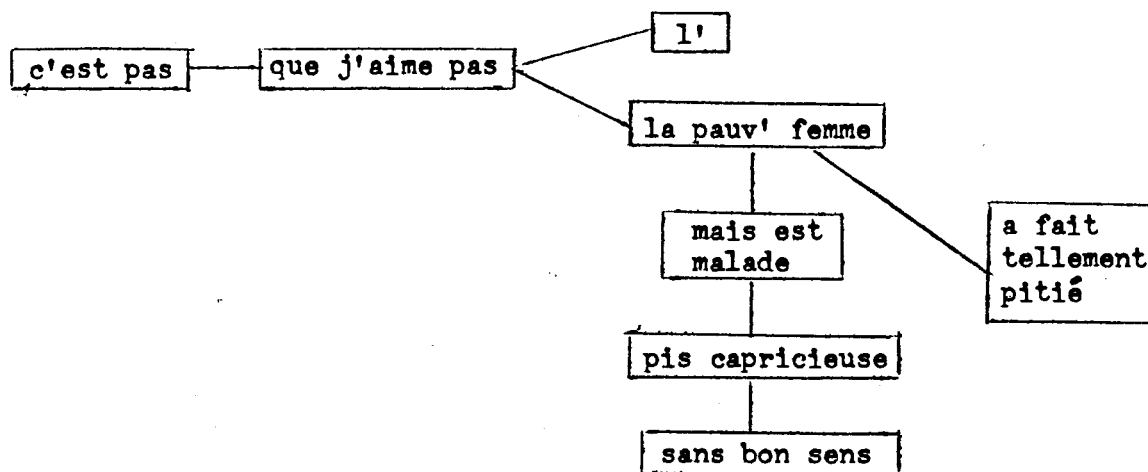 l'
c'est pas
que j'aime pas
la pauv' femme
mais est
malade
a fait
tellement
pitié
pis capricieuse
sans bon sens